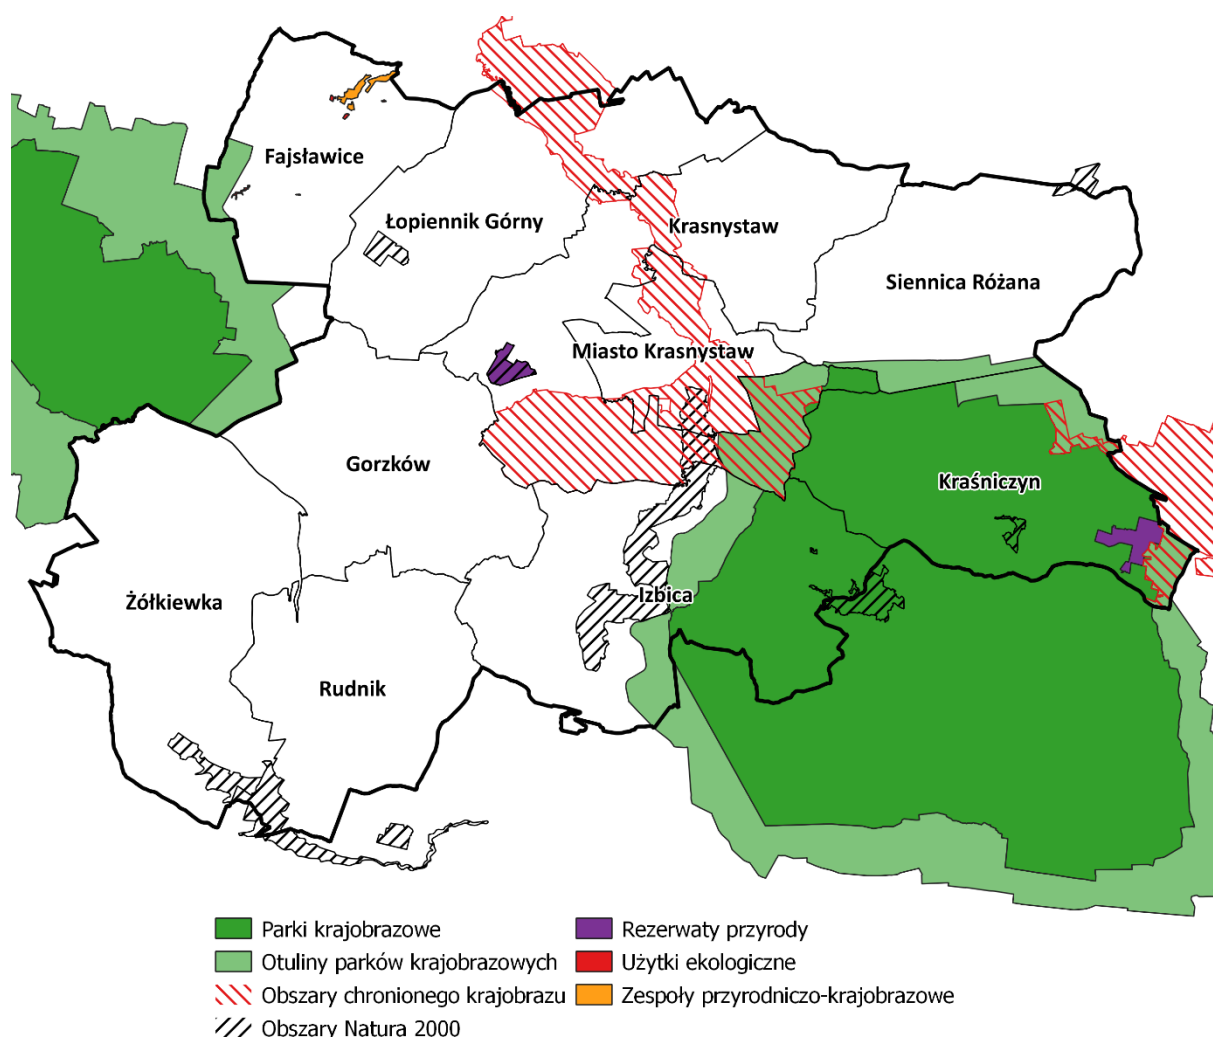 Fajsławice
Łopiennik Górny
Krasnystaw
Siennica Różana
Miasto Krasnystaw
Gorzków
Kraśniczyn
Żółkiewka
Izbica
Rudnik
Parki krajobrazowe
Otuliny parków krajobrazowych
Obszary chronionego krajobrazu
Obszary Natura 2000
Rezerwaty przyrody
Użytki ekologiczne
Zespoły przyrodniczo-krajobrazowe